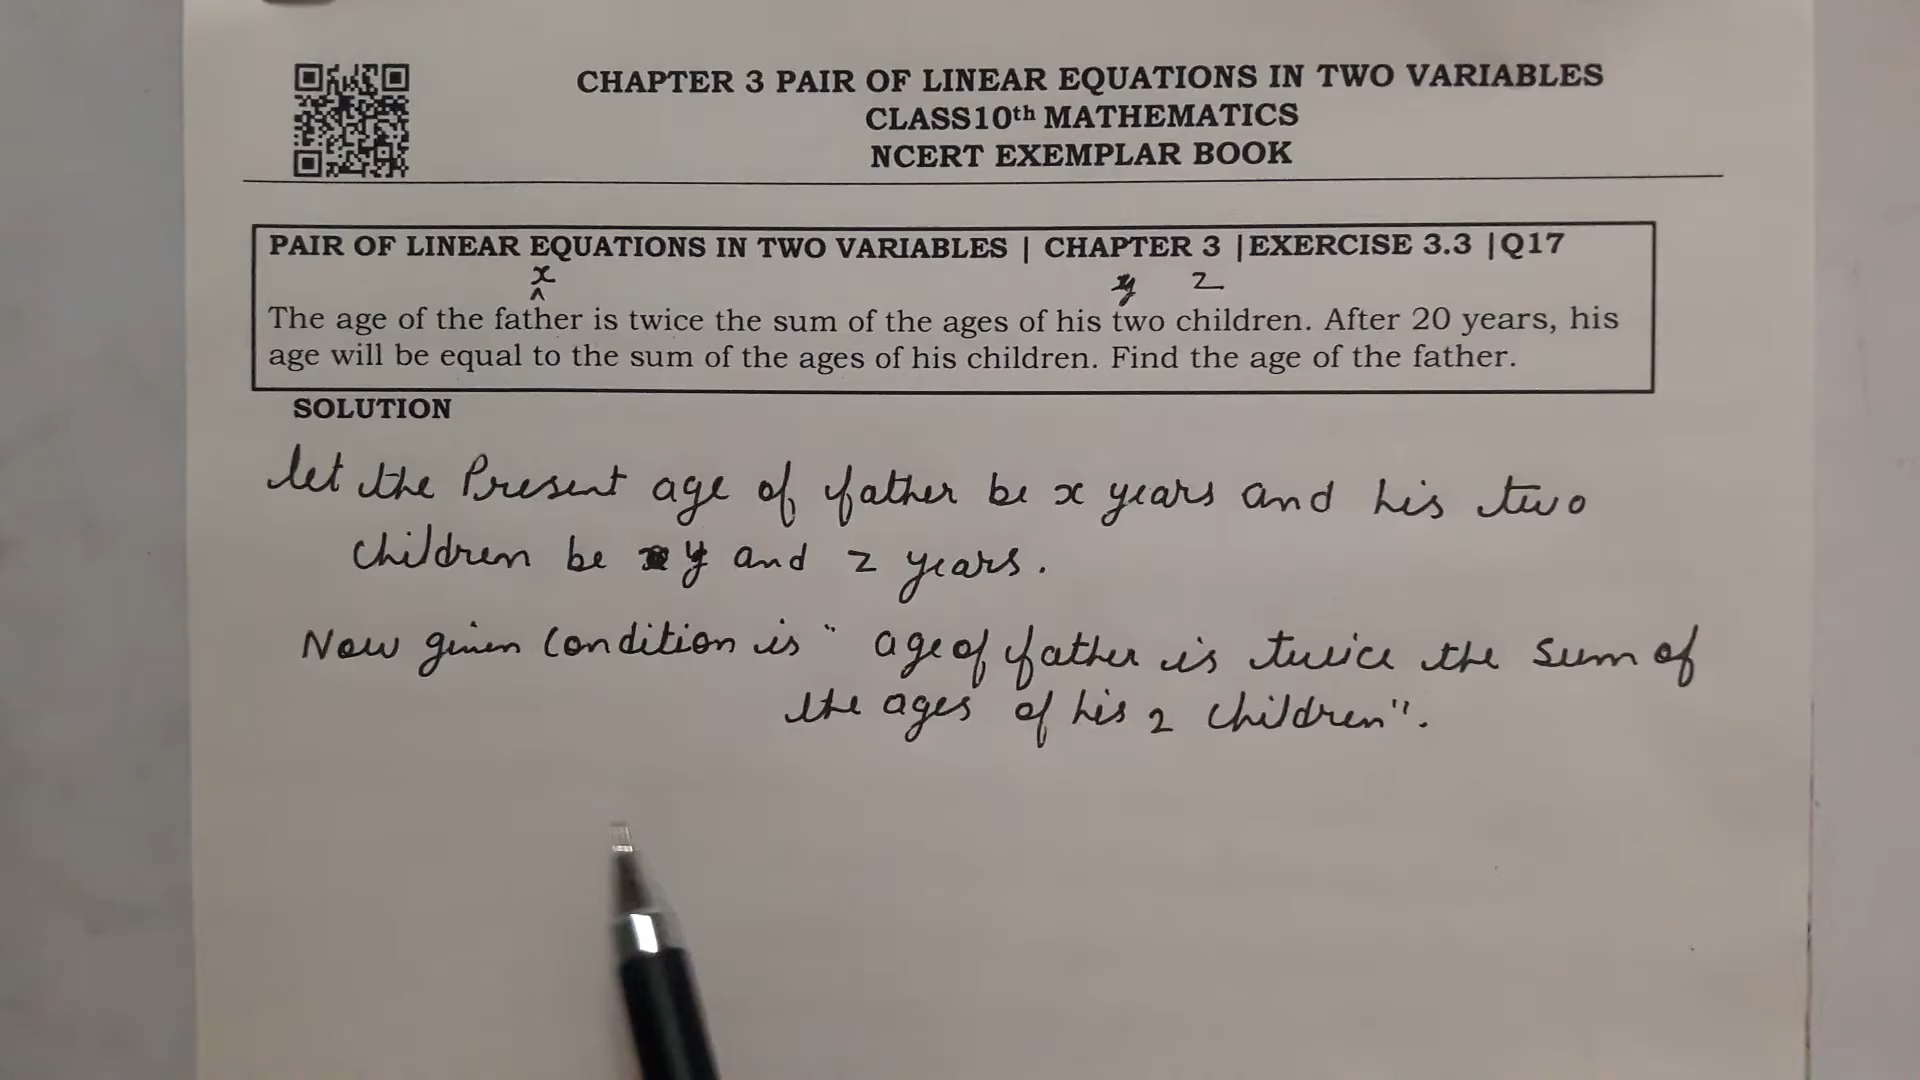 CHAPTER 3 PAIR OF LINEAR EQUATIONS IN TWO VARIABLES
CLASS10th MATHEMATICS
NCERT EXEMPLAR BOOK
PAIR OF LINEAR EQUATIONS IN TWO VARIABLES | CHAPTER 3 |EXERCISE 3.3 |Q17
x y z
The age of the father is twice the sum of the ages of his two children. After 20 years, his
age will be equal to the sum of the ages of his children. Find the age of the father.
SOLUTION
let the Present age of father be x years and his two
children be y and z years.
Now given condition is " age of father is twice the sum of
the ages of his 2 children".